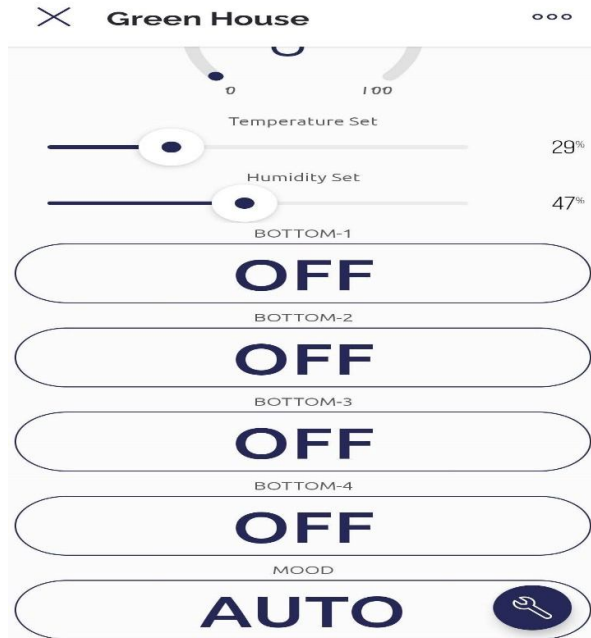 Green House
0 100
Temperature Set
29%
Humidity Set
47%
BOTTOM-1
OFF
BOTTOM-2
OFF
BOTTOM-3
OFF
BOTTOM-4
OFF
MOOD
AUTO